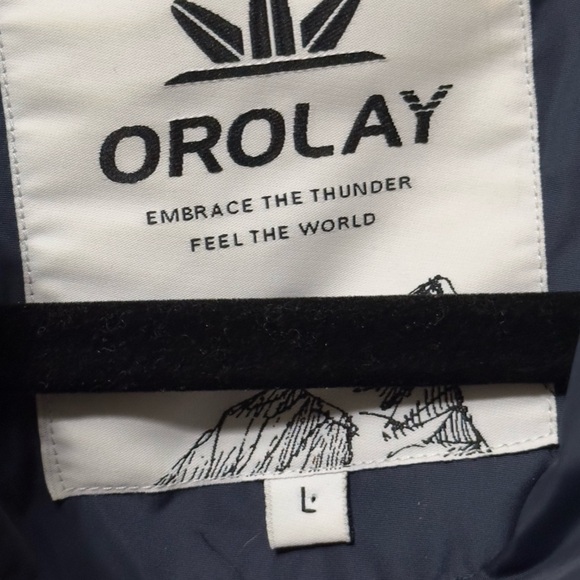 OROLAY
EMBRACE THE THUNDER
FEEL THE WORLD
L